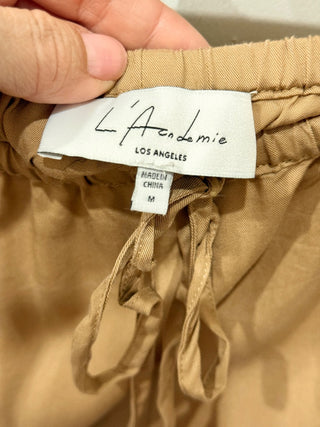 L'Academie
LOS ANGELES
MADE IN
CHINA
M